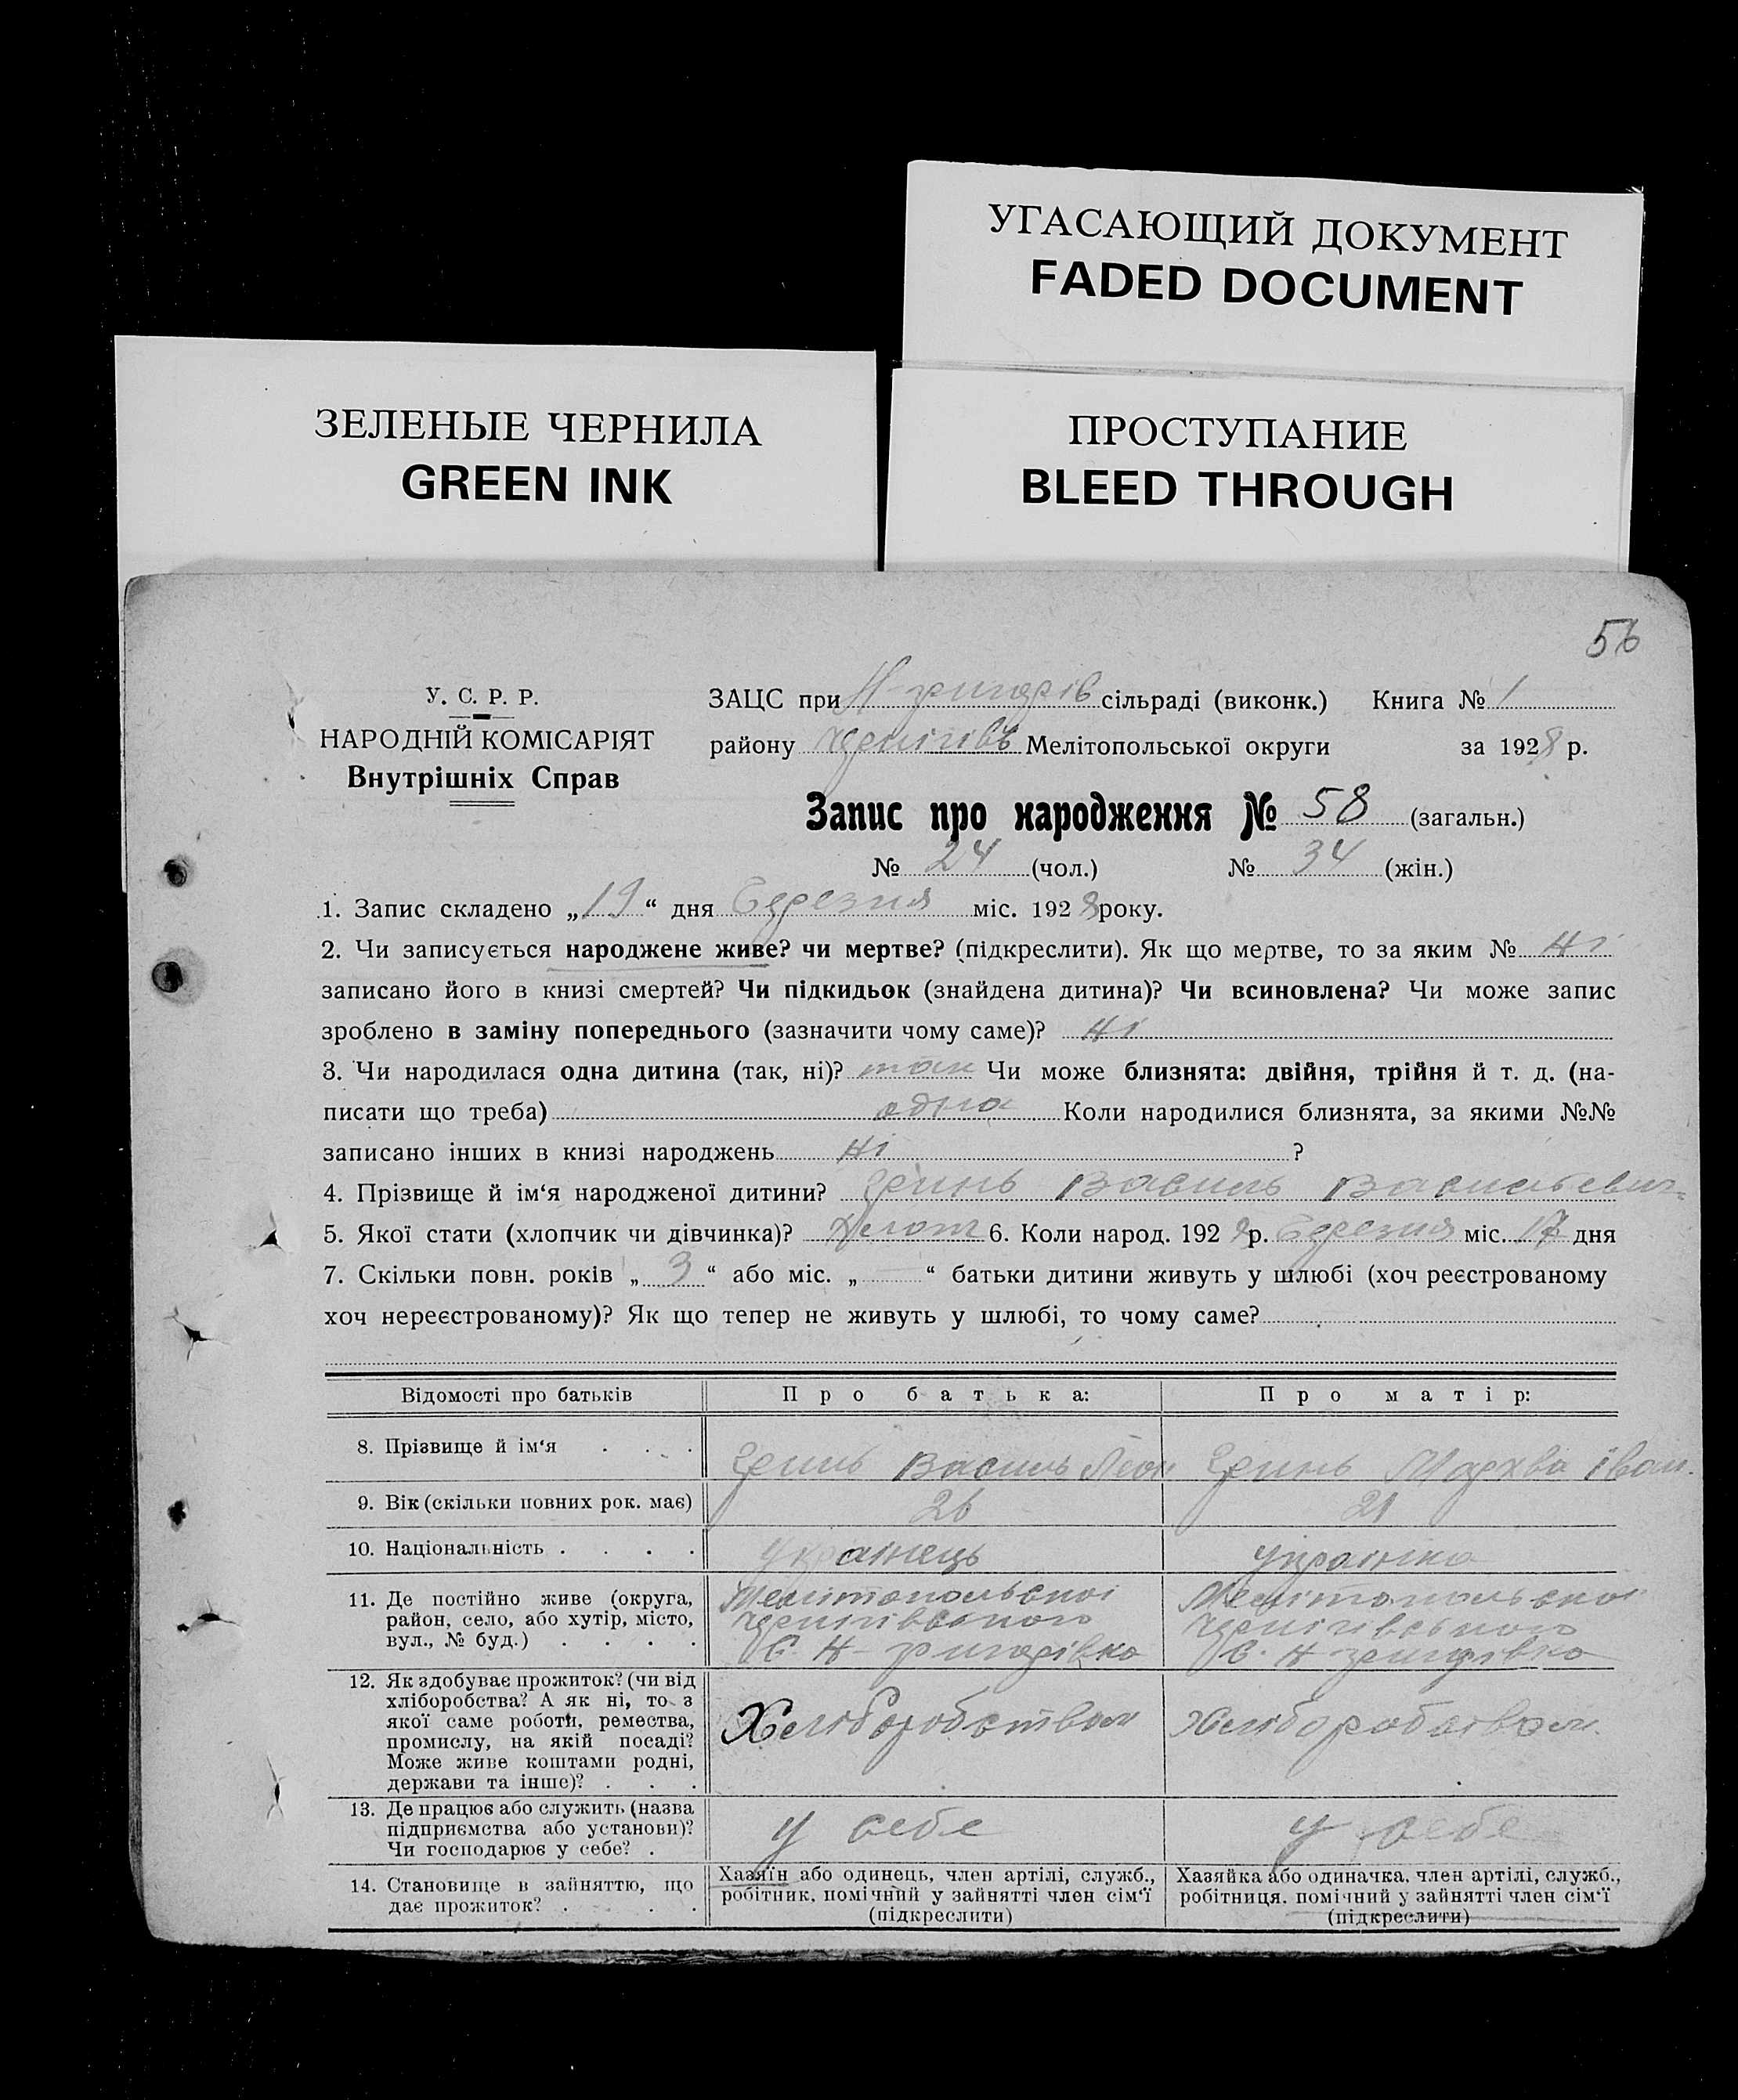 УГАСАЮЩИЙ ДОКУМЕНТ
FADED DOCUMENT
ЗЕЛЕНЫЕ ЧЕРНИЛА
GREEN INK
ПРОСТУПАНИЕ
BLEED THROUGH
56
У. С. Р. Р.
НАРОДНІЙ КОМІСАРІЯТ
Внутрішніх Справ
ЗАЦС при Н-григорів сільраді (виконк.) Книга № 1
району Чернігівь Мелітопольської округи за 1928 р.
Запис про народження № 58 (загальн.)
№ 24 (чол.) № 34 (жін.)
1. Запис складено „19“ дня Березня міс. 1928 року.
2. Чи записується народжене живе? чи мертве? (підкреслити). Як що мертве, то за яким № Ні
записано його в книзі смертей? Чи підкидьок (знайдена дитина)? Чи всиновлена? Чи може запис
зроблено в заміну попереднього (зазначити чому саме)? Ні
3. Чи народилася одна дитина (так, ні)? так Чи може близнята: двійня, трійня й т. д. (на-
писати що треба) одна Коли народилися близнята, за якими №№
записано інших в книзі народжень Ні ?
4. Прізвище й ім‘я народженої дитини? Гринь Василь Васильевич
5. Якої стати (хлопчик чи дівчинка)? Хлоп 6. Коли народ. 1928 р. Березня міс. 17 дня
7. Скільки повн. років „3“ або міс. „—“ батьки дитини живуть у шлюбі (хоч реєстрованому
хоч нереєстрованому)? Як що тепер не живуть у шлюбі, то чому саме?
Відомості про батьків Про батька: Про матір:
8. Прізвище й ім‘я . . . Гринь Василь Гринь Мархва Іван.
9. Вік (скільки повних рок. має) 26 21
10. Національність . . . . українець українка
11. Де постійно живе (округа,
район, село, або хутір, місто,
вул., № буд.) . . . .
Мелітопольскої
Чернігівського
С. Н-григорівка
Мелітопольскої
Чернігівського
С. Н-григорівка
12. Як здобуває прожиток? (чи від
хліборобства? А як ні, то з
якої саме роботи, ремества,
промислу, на якій посаді?
Може живе коштами родні,
держави та інше)? . . .
Хліборобством
Хліборобством
13. Де працює або служить (назва
підприємства або установи)?
Чи господарює у себе? .
у себе
у себе
14. Становище в зайняттю, що
дає прожиток? . . .
Хазяїн або одинець, член артілі, служб.,
робітник, помічний у зайнятті член сім‘ї
(підкреслити)
Хазяйка або одиначка, член артілі, служб.,
робітниця, помічний у зайнятті член сім‘ї
(підкреслити)